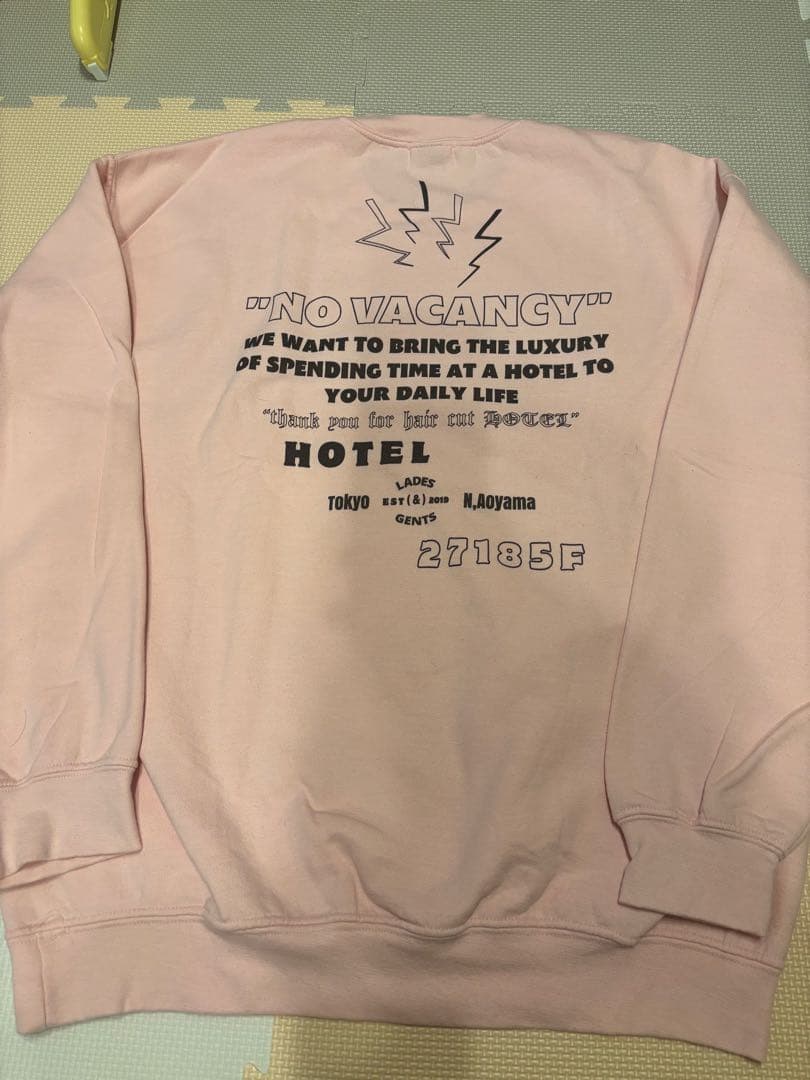 "NO VACANCY"
WE WANT TO BRING THE LUXURY
OF SPENDING TIME AT A HOTEL TO
YOUR DAILY LIFE
"thank you for hair cut HOTEL"
HOTEL
LADES
Tokyo EST (&) 2019 N,Aoyama
GENTS
27185F